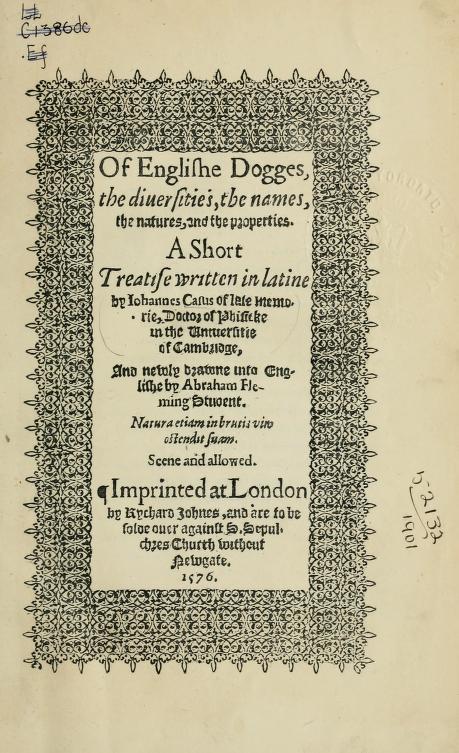 Of Engliſhe Dogges,
the diuerſities, the names,
the natures, and the properties.
A Short
Treatiſe written in latine
by Iohannes Caius of late memo-
rie, Doctor of Phiſicke
in the Uniuerſitie
of Cambridge,
And newly drawne into Eng-
liſhe by Abraham Fle-
ming Student.
Natura etiam in brutis vim
oſtendit ſuam.
Seene and allowed.
¶Imprinted at London
by Rychard Johnes, and are to be
ſolde ouer againſt S. Sepul-
chres Church without
Newgate.
1576.
52132
1901